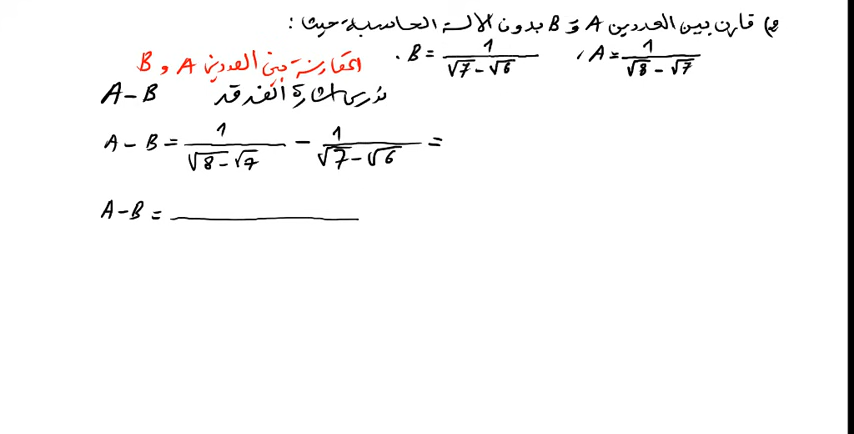 2) قارن بين العددين A و B بدون الآلة الحاسبة حيث :
A = 1/(√8 − √7) ، B = 1/(√7 − √6) .
المقارنة بين العددين A و B
ندرس إشارة الفرق A − B
A − B = 1/(√8 − √7) − 1/(√7 − √6) =
A − B =